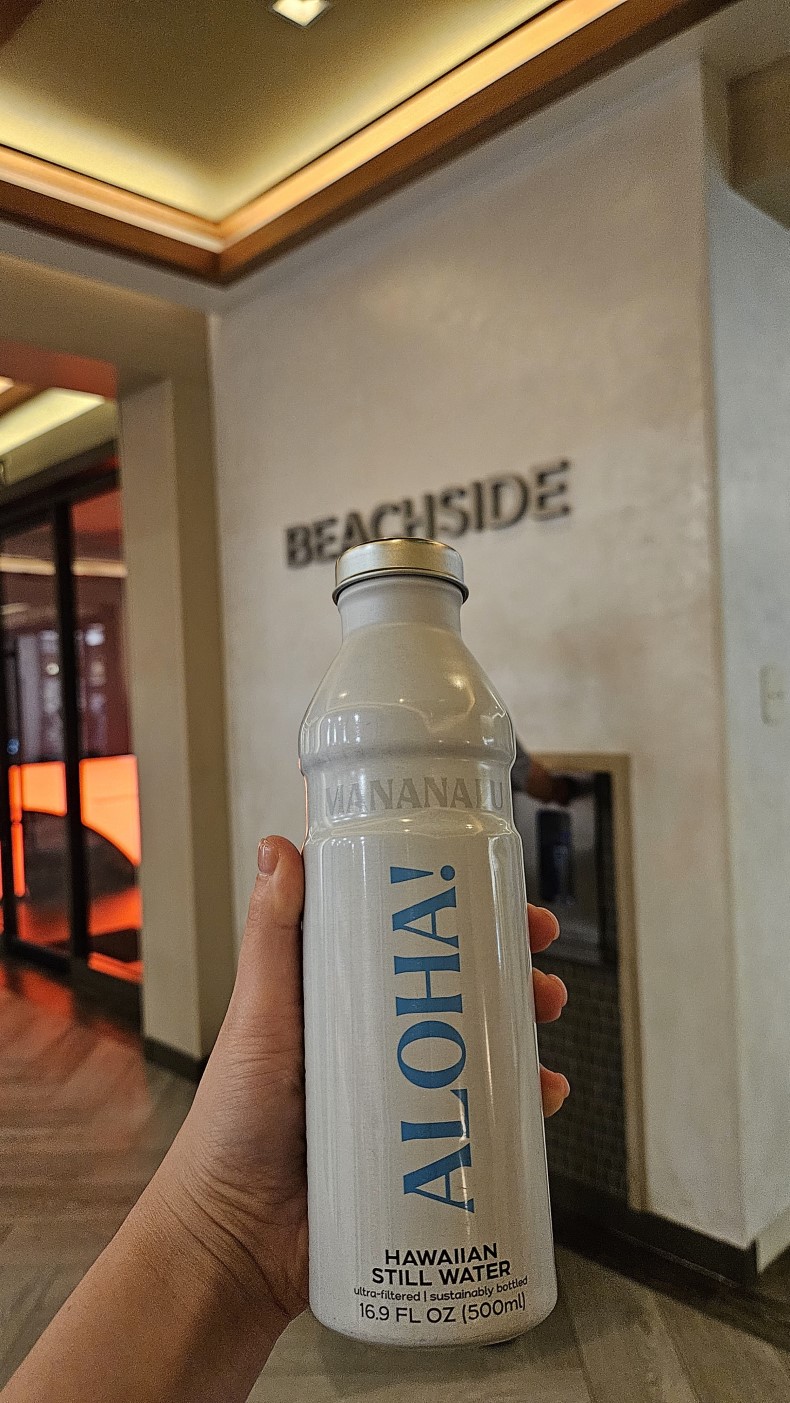 BEACHSIDE
MANANALU
ALOHA!
HAWAIIAN
STILL WATER
ultra-filtered | sustainably bottled
16.9 FL OZ (500ml)